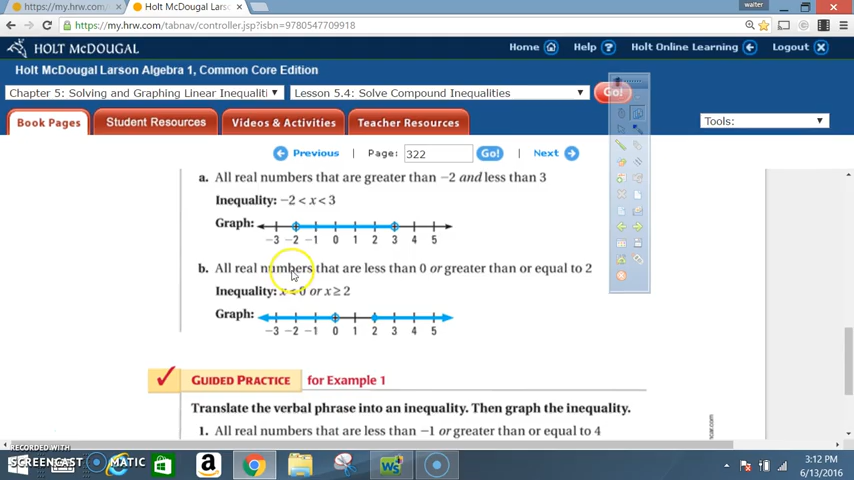 https://my.hrw.com/tabnav/
Holt McDougal Larson Alg
walter
https://my.hrw.com/tabnav/controller.jsp?isbn=9780547709918
HOLT MCDOUGAL
Home
Help
Holt Online Learning
Logout
Holt McDougal Larson Algebra 1, Common Core Edition
Chapter 5: Solving and Graphing Linear Inequaliti
Lesson 5.4: Solve Compound Inequalities
Go!
Book Pages
Student Resources
Videos & Activities
Teacher Resources
Tools:
Previous | Page: 322 Go! | Next
a. All real numbers that are greater than −2 and less than 3
Inequality: −2 < x < 3
Graph:
−3 −2 −1 0 1 2 3 4 5
b. All real numbers that are less than 0 or greater than or equal to 2
Inequality: x < 0 or x ≥ 2
Graph:
−3 −2 −1 0 1 2 3 4 5
GUIDED PRACTICE for Example 1
Translate the verbal phrase into an inequality. Then graph the inequality.
1. All real numbers that are less than −1 or greater than or equal to 4
RECORDED WITH
SCREENCAST MATIC
3:12 PM
6/13/2016